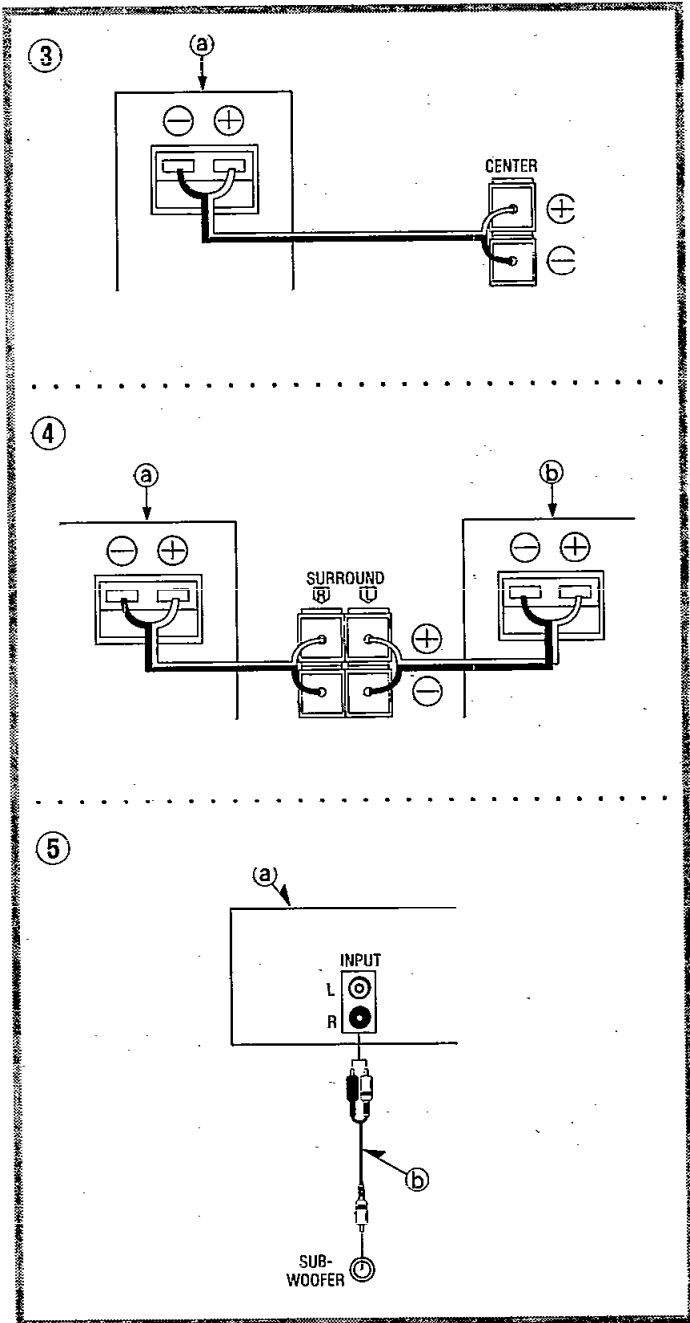 ③
ⓐ
⊖ ⊕
CENTER
⊕
⊖
④
ⓐ
ⓑ
⊖ ⊕
⊖ ⊕
SURROUND
R L
⊕
⊖
⑤
ⓐ
INPUT
L
R
ⓑ
SUB-
WOOFER